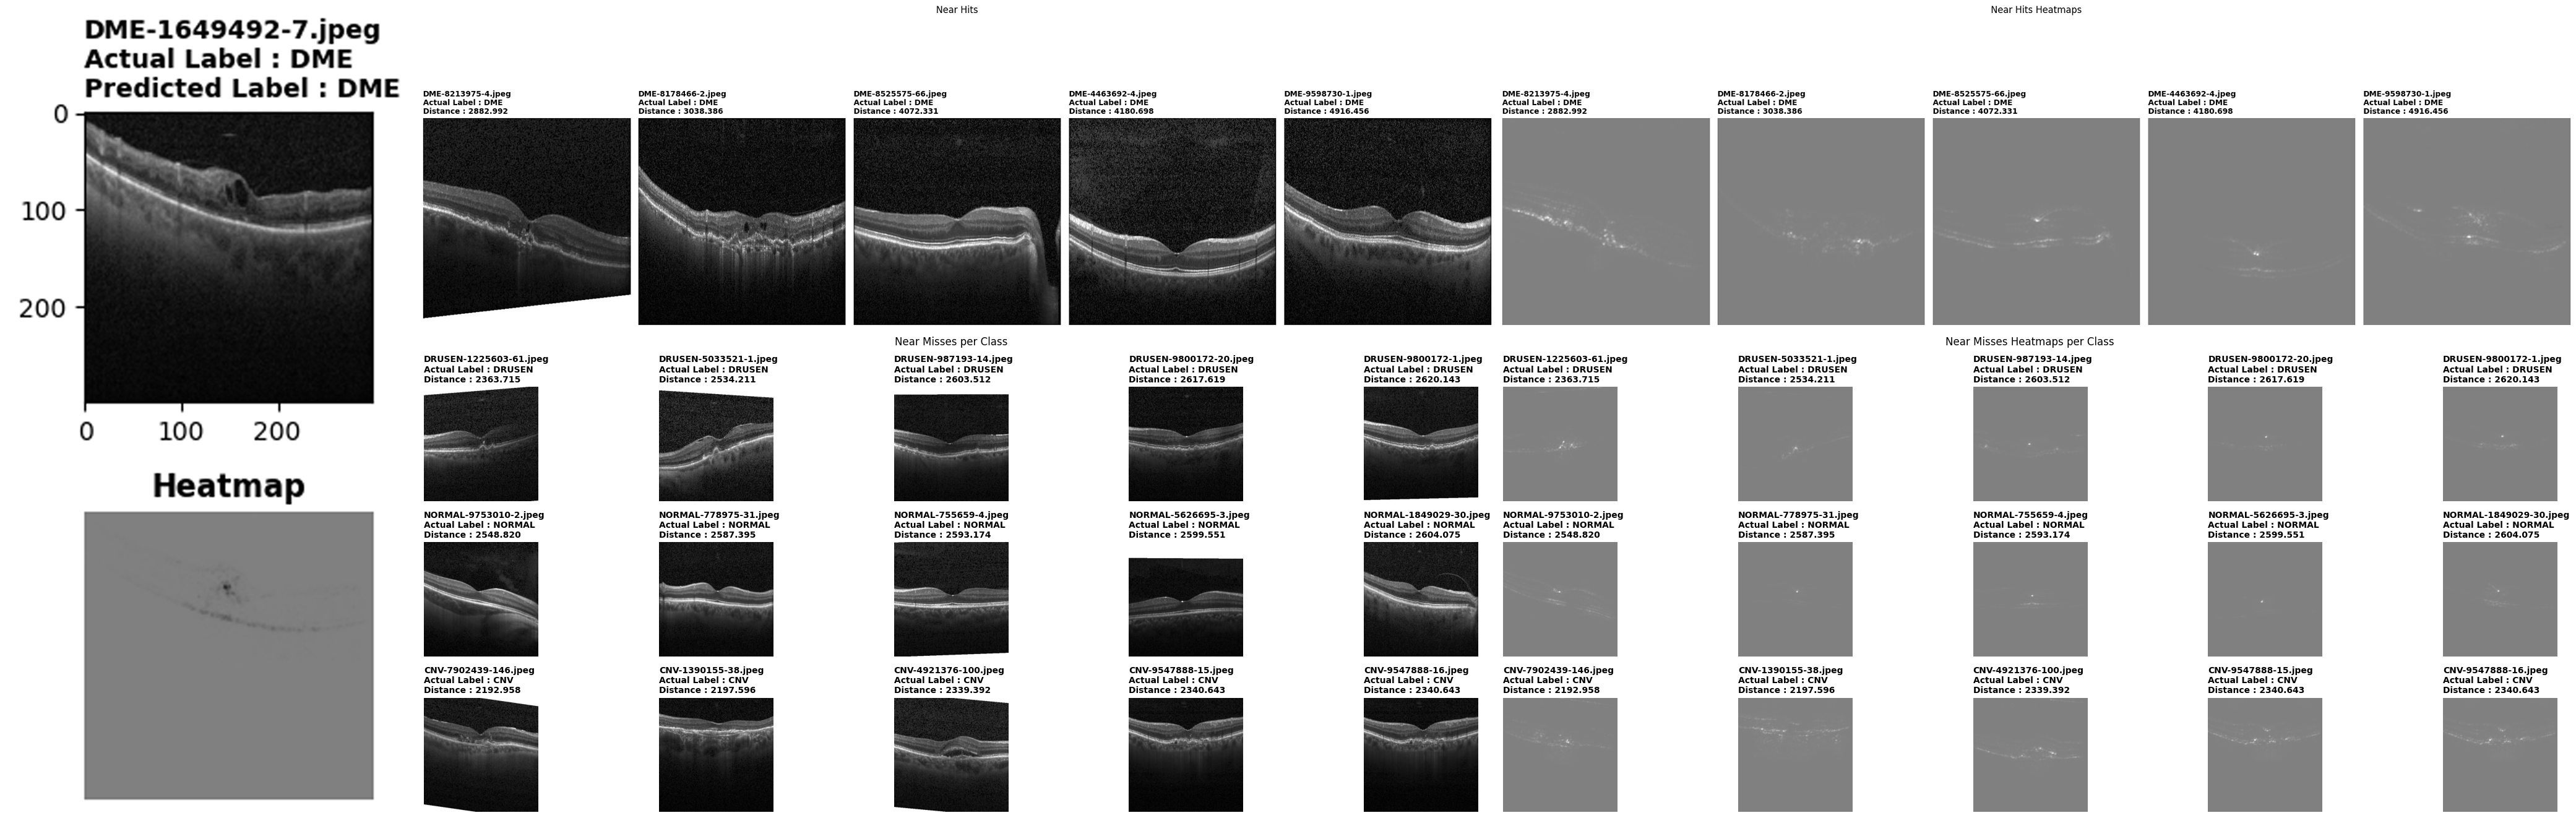 DME-1649492-7.jpeg
Actual Label : DME
Predicted Label : DME
0
100
200
0
100
200
Heatmap
Near Hits
DME-8213975-4.jpeg
Actual Label : DME
Distance : 2882.992
DME-8178466-2.jpeg
Actual Label : DME
Distance : 3038.386
DME-8525575-66.jpeg
Actual Label : DME
Distance : 4072.331
DME-4463692-4.jpeg
Actual Label : DME
Distance : 4180.698
DME-9598730-1.jpeg
Actual Label : DME
Distance : 4916.456
Near Hits Heatmaps
DME-8213975-4.jpeg
Actual Label : DME
Distance : 2882.992
DME-8178466-2.jpeg
Actual Label : DME
Distance : 3038.386
DME-8525575-66.jpeg
Actual Label : DME
Distance : 4072.331
DME-4463692-4.jpeg
Actual Label : DME
Distance : 4180.698
DME-9598730-1.jpeg
Actual Label : DME
Distance : 4916.456
Near Misses per Class
DRUSEN-1225603-61.jpeg
Actual Label : DRUSEN
Distance : 2363.715
DRUSEN-5033521-1.jpeg
Actual Label : DRUSEN
Distance : 2534.211
DRUSEN-987193-14.jpeg
Actual Label : DRUSEN
Distance : 2603.512
DRUSEN-9800172-20.jpeg
Actual Label : DRUSEN
Distance : 2617.619
DRUSEN-9800172-1.jpeg
Actual Label : DRUSEN
Distance : 2620.143
NORMAL-9753010-2.jpeg
Actual Label : NORMAL
Distance : 2548.820
NORMAL-778975-31.jpeg
Actual Label : NORMAL
Distance : 2587.395
NORMAL-755659-4.jpeg
Actual Label : NORMAL
Distance : 2593.174
NORMAL-5626695-3.jpeg
Actual Label : NORMAL
Distance : 2599.551
NORMAL-1849029-30.jpeg
Actual Label : NORMAL
Distance : 2604.075
CNV-7902439-146.jpeg
Actual Label : CNV
Distance : 2192.958
CNV-1390155-38.jpeg
Actual Label : CNV
Distance : 2197.596
CNV-4921376-100.jpeg
Actual Label : CNV
Distance : 2339.392
CNV-9547888-15.jpeg
Actual Label : CNV
Distance : 2340.643
CNV-9547888-16.jpeg
Actual Label : CNV
Distance : 2340.643
Near Misses Heatmaps per Class
DRUSEN-1225603-61.jpeg
Actual Label : DRUSEN
Distance : 2363.715
DRUSEN-5033521-1.jpeg
Actual Label : DRUSEN
Distance : 2534.211
DRUSEN-987193-14.jpeg
Actual Label : DRUSEN
Distance : 2603.512
DRUSEN-9800172-20.jpeg
Actual Label : DRUSEN
Distance : 2617.619
DRUSEN-9800172-1.jpeg
Actual Label : DRUSEN
Distance : 2620.143
NORMAL-9753010-2.jpeg
Actual Label : NORMAL
Distance : 2548.820
NORMAL-778975-31.jpeg
Actual Label : NORMAL
Distance : 2587.395
NORMAL-755659-4.jpeg
Actual Label : NORMAL
Distance : 2593.174
NORMAL-5626695-3.jpeg
Actual Label : NORMAL
Distance : 2599.551
NORMAL-1849029-30.jpeg
Actual Label : NORMAL
Distance : 2604.075
CNV-7902439-146.jpeg
Actual Label : CNV
Distance : 2192.958
CNV-1390155-38.jpeg
Actual Label : CNV
Distance : 2197.596
CNV-4921376-100.jpeg
Actual Label : CNV
Distance : 2339.392
CNV-9547888-15.jpeg
Actual Label : CNV
Distance : 2340.643
CNV-9547888-16.jpeg
Actual Label : CNV
Distance : 2340.643